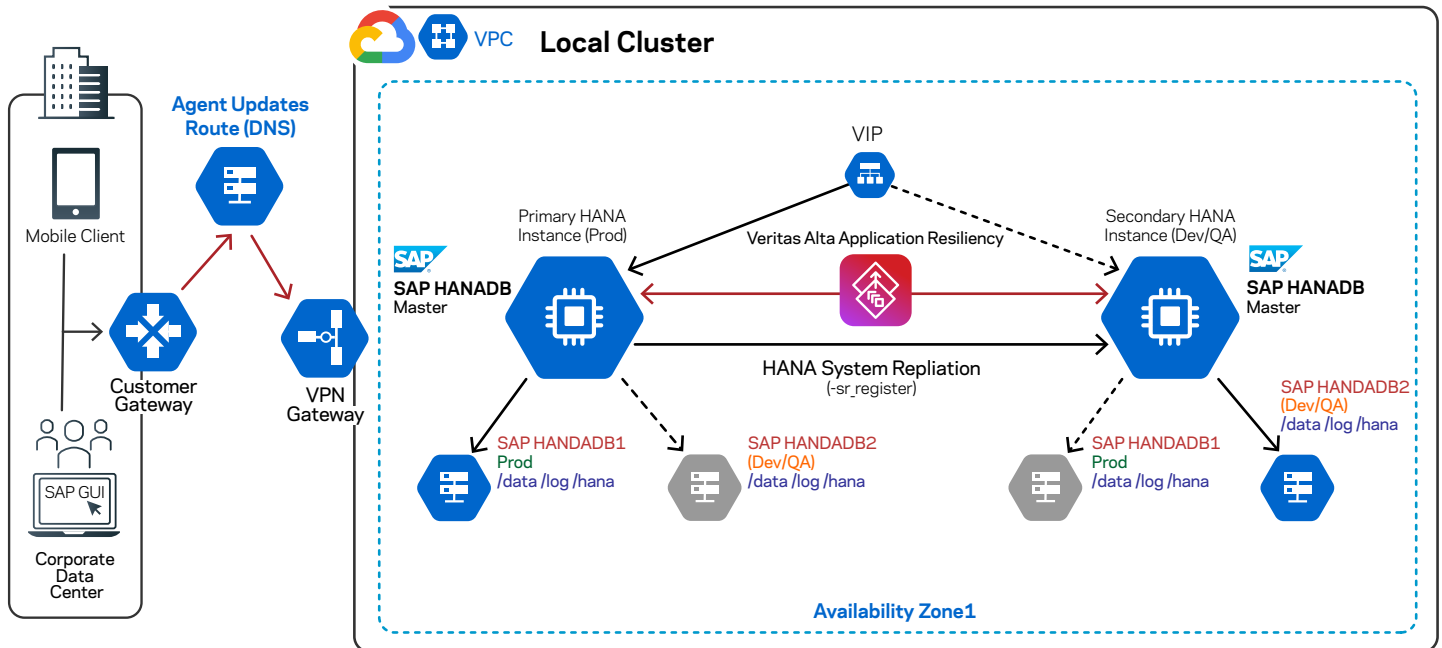 VPC
Local Cluster
Agent Updates
Route (DNS)
Mobile Client
Customer
Gateway
VPN
Gateway
SAP GUI
Corporate
Data
Center
VIP
Primary HANA
Instance (Prod)
Veritas Alta Application Resiliency
Secondary HANA
Instance (Dev/QA)
SAP
SAP HANADB
Master
SAP
SAP HANADB
Master
HANA System Repliation
(-sr_register)
SAP HANDADB1
Prod
/data /log /hana
SAP HANDADB2
(Dev/QA)
/data /log /hana
SAP HANDADB1
Prod
/data /log /hana
SAP HANDADB2
(Dev/QA)
/data /log /hana
Availability Zone1